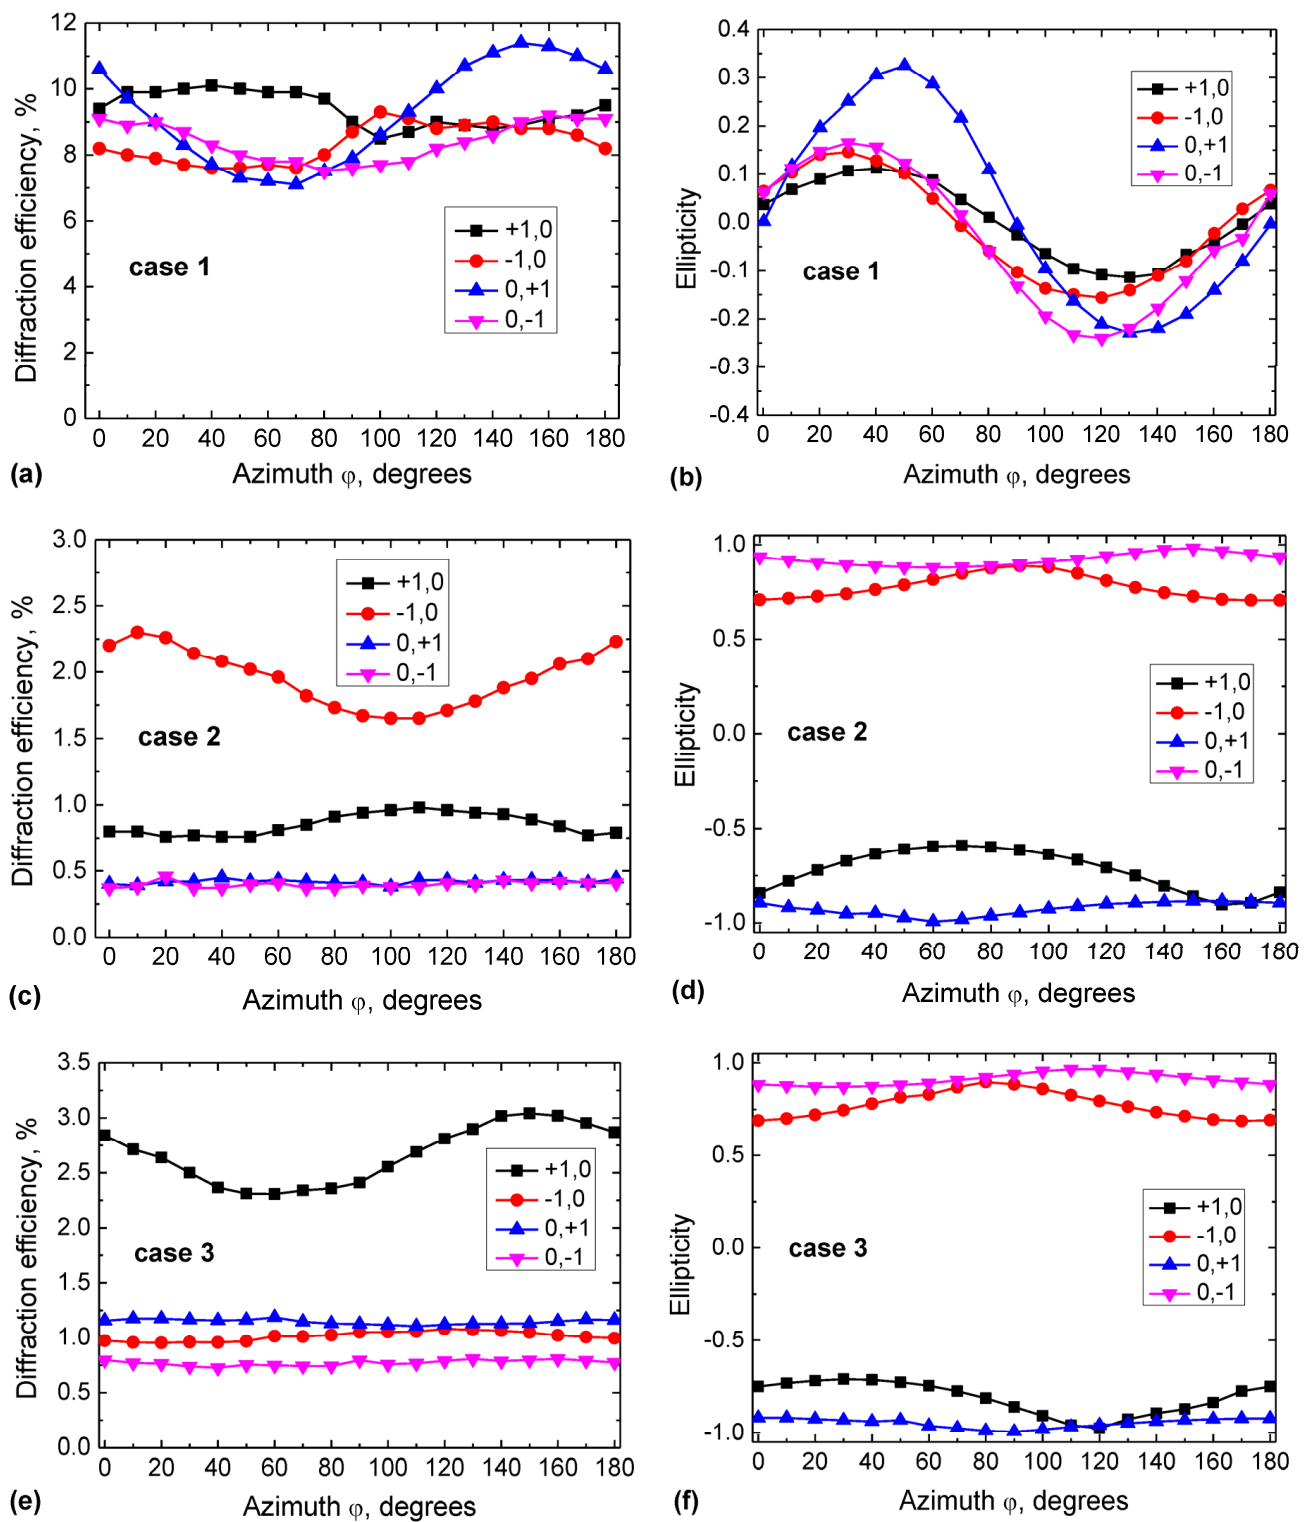 12
10
8
6
4
2
0
Diffraction efficiency, %
+1,0
-1,0
0,+1
0,-1
case 1
0 20 40 60 80 100 120 140 160 180
Azimuth φ, degrees
(a)
0.4
0.3
0.2
0.1
0.0
-0.1
-0.2
-0.3
-0.4
Ellipticity
+1,0
-1,0
0,+1
0,-1
case 1
0 20 40 60 80 100 120 140 160 180
Azimuth φ, degrees
(b)
3.0
2.5
2.0
1.5
1.0
0.5
0.0
Diffraction efficiency, %
+1,0
-1,0
0,+1
0,-1
case 2
0 20 40 60 80 100 120 140 160 180
Azimuth φ, degrees
(c)
1.0
0.5
0.0
-0.5
-1.0
Ellipticity
+1,0
-1,0
0,+1
0,-1
case 2
0 20 40 60 80 100 120 140 160 180
Azimuth φ, degrees
(d)
3.5
3.0
2.5
2.0
1.5
1.0
0.5
0.0
Diffraction efficiency, %
+1,0
-1,0
0,+1
0,-1
case 3
0 20 40 60 80 100 120 140 160 180
Azimuth φ, degrees
(e)
1.0
0.5
0.0
-0.5
-1.0
Ellipticity
+1,0
-1,0
0,+1
0,-1
case 3
0 20 40 60 80 100 120 140 160 180
Azimuth φ, degrees
(f)